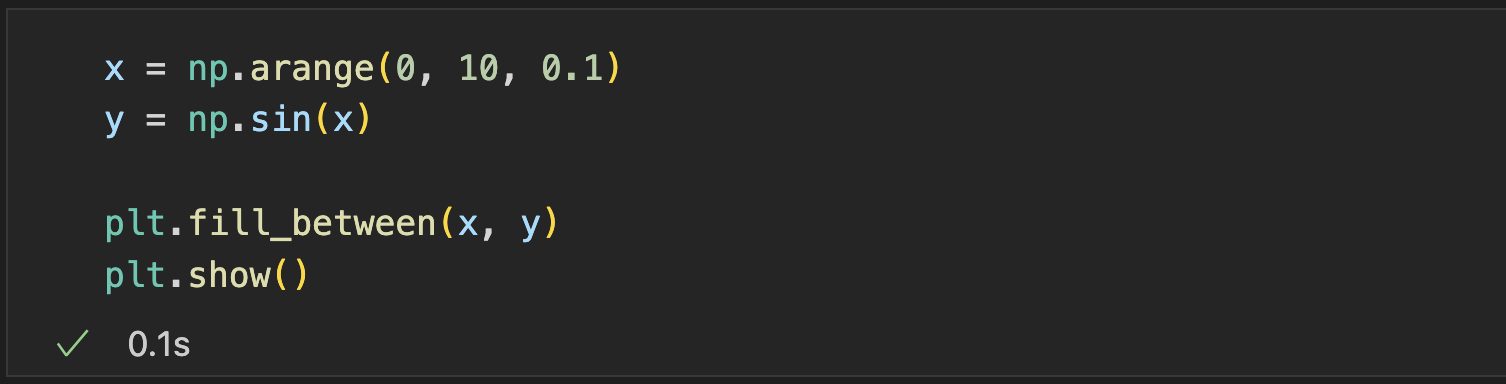 x = np.arange(0, 10, 0.1)
y = np.sin(x)
plt.fill_between(x, y)
plt.show()
0.1s